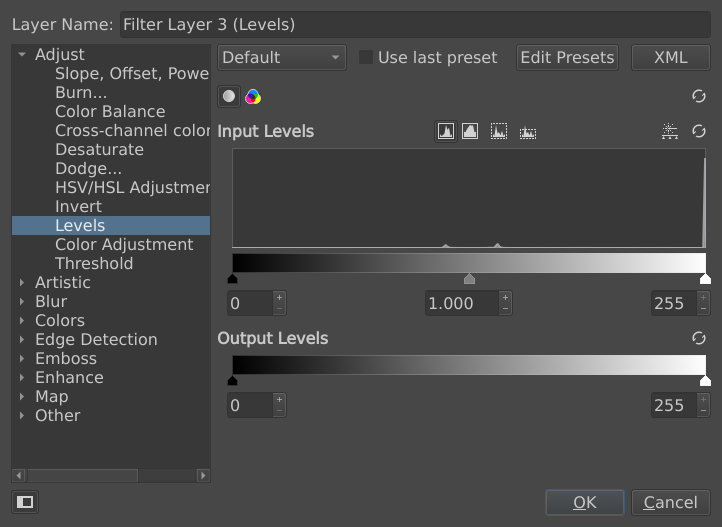 Layer Name: Filter Layer 3 (Levels)
Adjust
Slope, Offset, Powe
Burn...
Color Balance
Cross-channel color
Desaturate
Dodge...
HSV/HSL Adjustmer
Invert
Levels
Color Adjustment
Threshold
Artistic
Blur
Colors
Edge Detection
Emboss
Enhance
Map
Other
Default Use last preset Edit Presets XML
Input Levels
0 1.000 255
Output Levels
0 255
OK Cancel